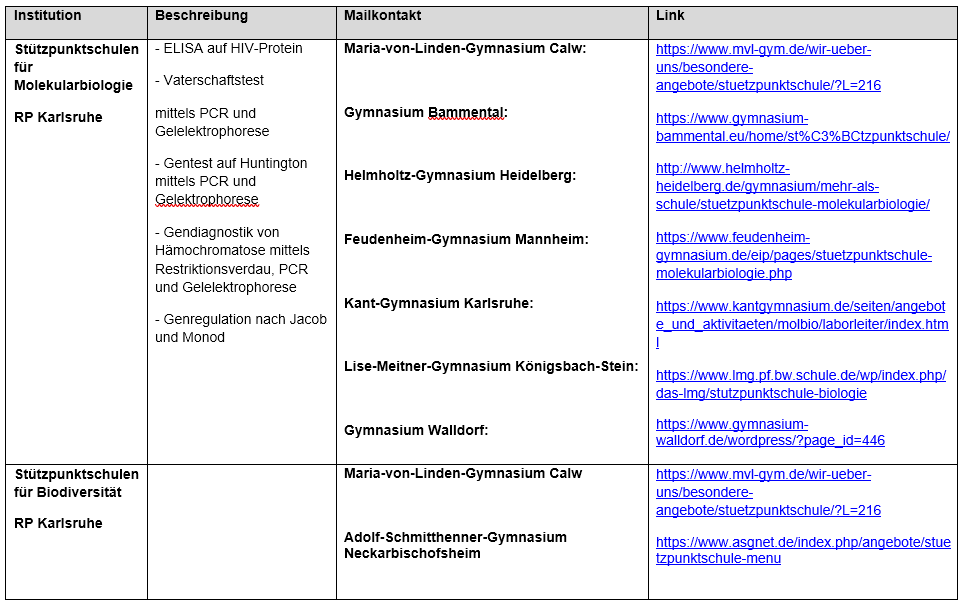 Institution
Beschreibung
Mailkontakt
Link
Stützpunktschulen
für
Molekularbiologie
RP Karlsruhe
- ELISA auf HIV-Protein
- Vaterschaftstest
mittels PCR und
Gelelektrophorese
- Gentest auf Huntington
mittels PCR und
Gelektrophorese
- Gendiagnostik von
Hämochromatose mittels
Restriktionsverdau, PCR
und Gelelektrophorese
- Genregulation nach Jacob
und Monod
Maria-von-Linden-Gymnasium Calw:
Gymnasium Bammental:
Helmholtz-Gymnasium Heidelberg:
Feudenheim-Gymnasium Mannheim:
Kant-Gymnasium Karlsruhe:
Lise-Meitner-Gymnasium Königsbach-Stein:
Gymnasium Walldorf:
https://www.mvl-gym.de/wir-ueber-
uns/besondere-
angebote/stuetzpunktschule/?L=216
https://www.gymnasium-
bammental.eu/home/st%C3%BCtzpunktschule/
http://www.helmholtz-
heidelberg.de/gymnasium/mehr-als-
schule/stuetzpunktschule-molekularbiologie/
https://www.feudenheim-
gymnasium.de/eip/pages/stuetzpunktschule-
molekularbiologie.php
https://www.kantgymnasium.de/seiten/angebot
e_und_aktivitaeten/molbio/laborleiter/index.htm
l
https://www.lmg.pf.bw.schule.de/wp/index.php/
das-lmg/stutzpunktschule-biologie
https://www.gymnasium-
walldorf.de/wordpress/?page_id=446
Stützpunktschulen
für Biodiversität
RP Karlsruhe
Maria-von-Linden-Gymnasium Calw
Adolf-Schmitthenner-Gymnasium
Neckarbischofsheim
https://www.mvl-gym.de/wir-ueber-
uns/besondere-
angebote/stuetzpunktschule/?L=216
https://www.asgnet.de/index.php/angebote/stue
tzpunktschule-menu